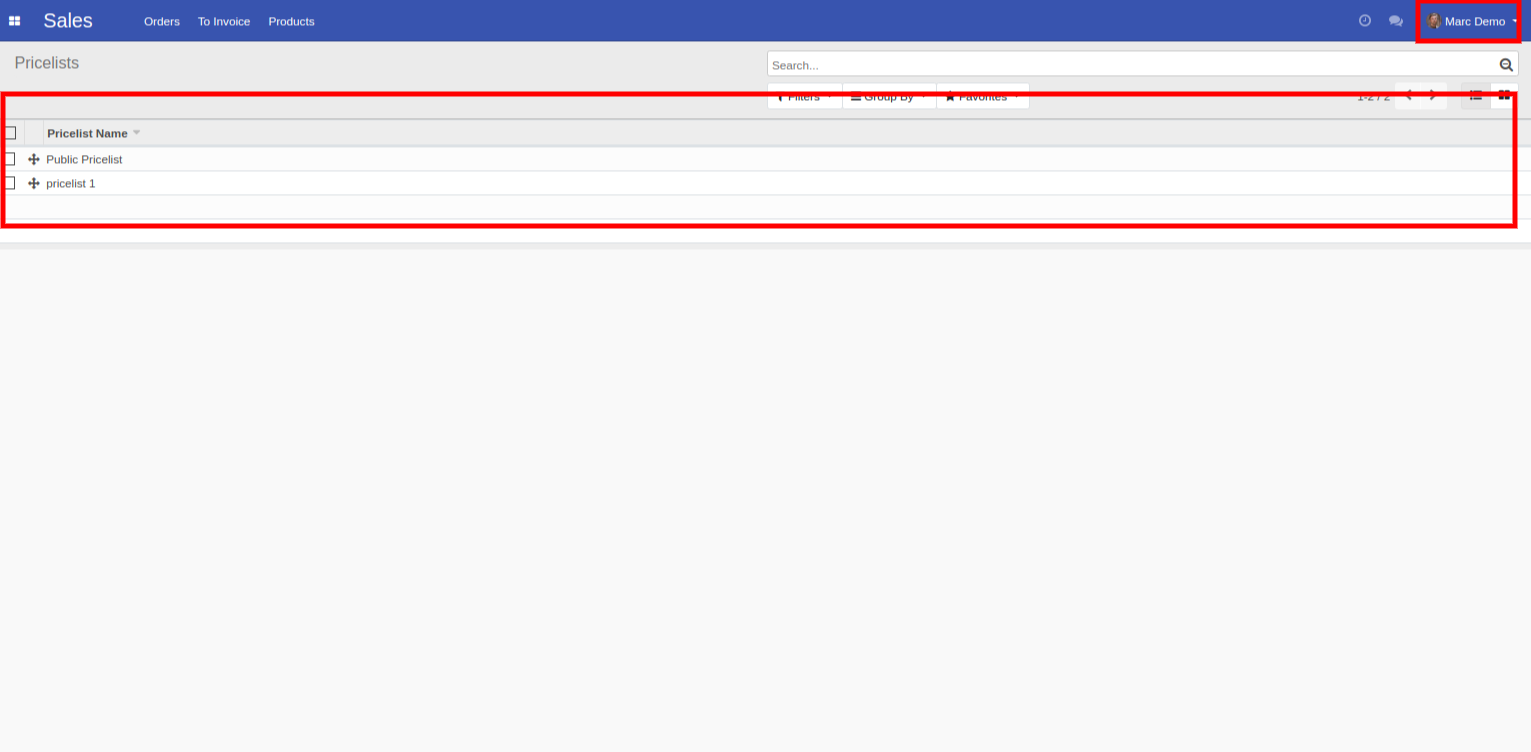 Sales Orders To Invoice Products Marc Demo
Pricelists
Search...
Filters Group By Favorites 1-2 / 2
Pricelist Name
Public Pricelist
pricelist 1